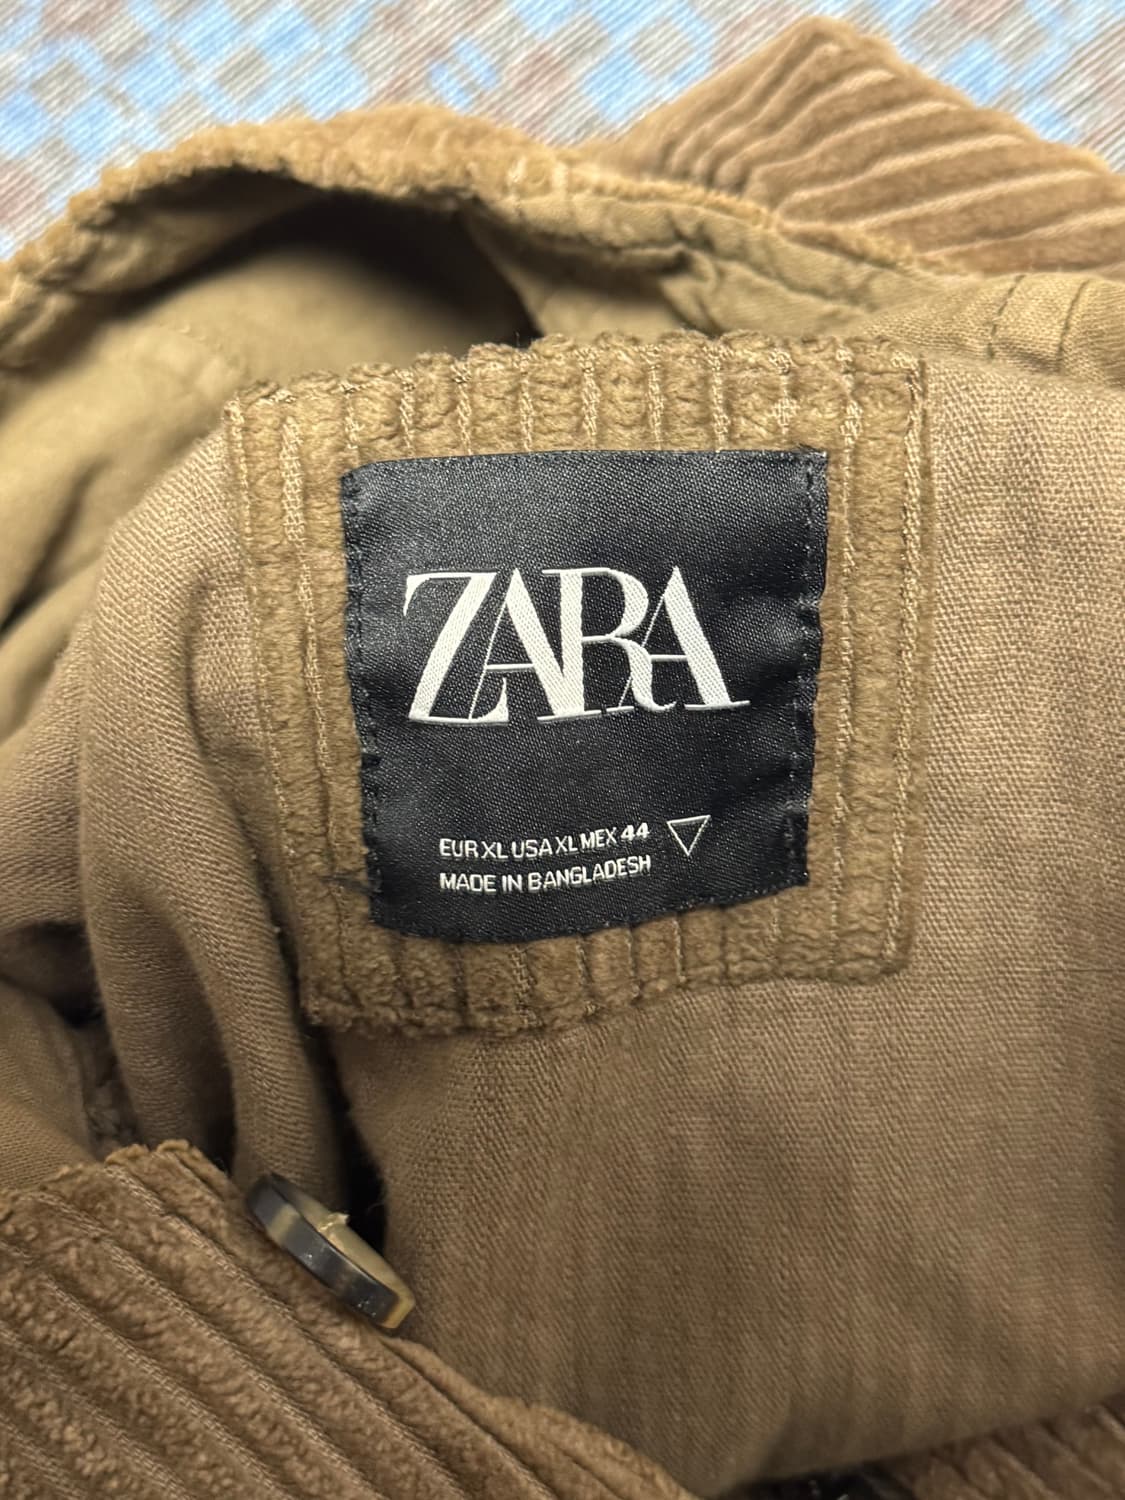 ZARA
EUR XL USA XL MEX 44
MADE IN BANGLADESH